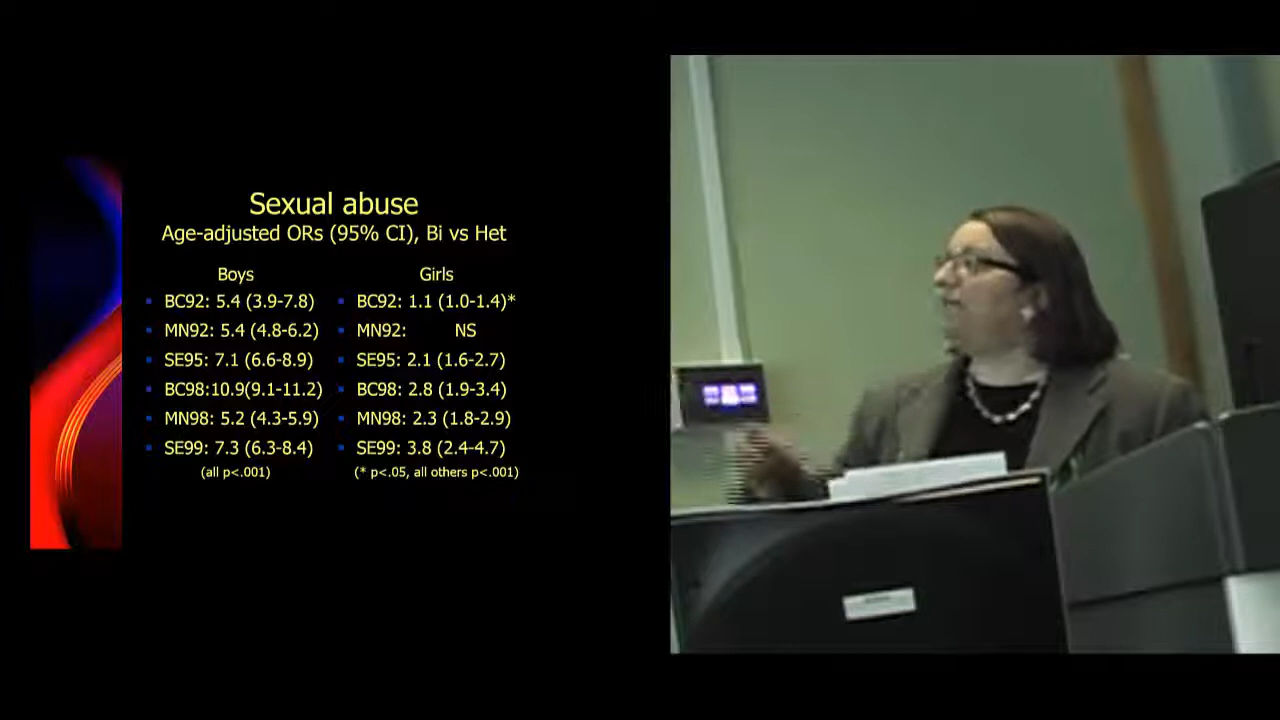 Sexual abuse
Age-adjusted ORs (95% CI), Bi vs Het
Boys
BC92: 5.4 (3.9-7.8)
MN92: 5.4 (4.8-6.2)
SE95: 7.1 (6.6-8.9)
BC98:10.9(9.1-11.2)
MN98: 5.2 (4.3-5.9)
SE99: 7.3 (6.3-8.4)
(all p<.001)
Girls
BC92: 1.1 (1.0-1.4)*
MN92: NS
SE95: 2.1 (1.6-2.7)
BC98: 2.8 (1.9-3.4)
MN98: 2.3 (1.8-2.9)
SE99: 3.8 (2.4-4.7)
(* p<.05, all others p<.001)